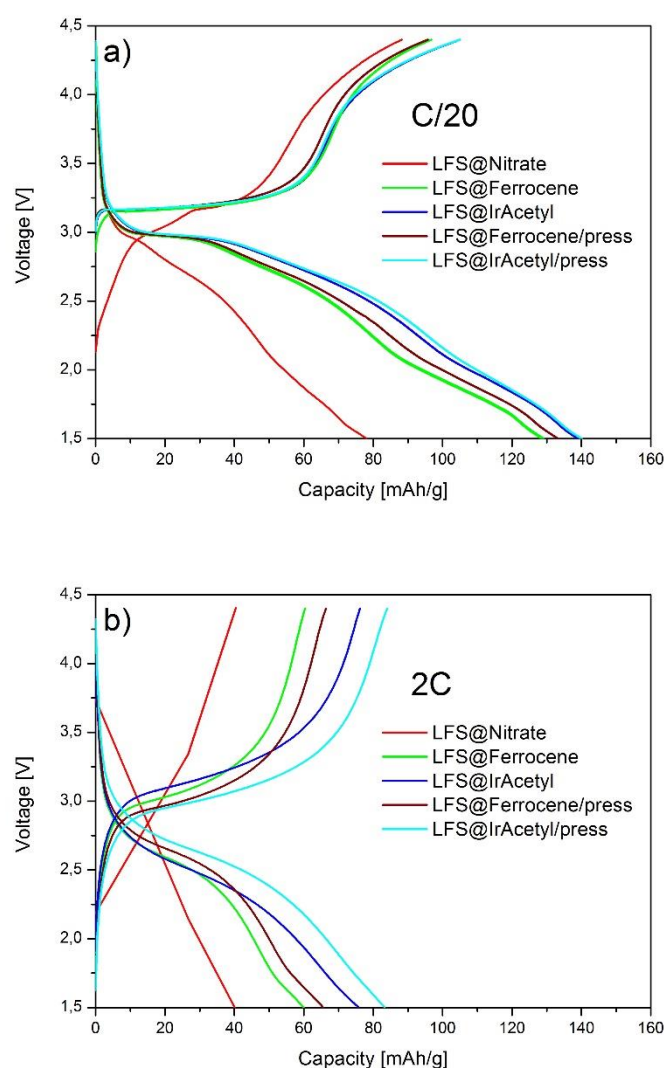 a)
C/20
LFS@Nitrate
LFS@Ferrocene
LFS@IrAcetyl
LFS@Ferrocene/press
LFS@IrAcetyl/press
Voltage [V]
4,5
4,0
3,5
3,0
2,5
2,0
1,5
0 20 40 60 80 100 120 140 160
Capacity [mAh/g]
b)
2C
LFS@Nitrate
LFS@Ferrocene
LFS@IrAcetyl
LFS@Ferrocene/press
LFS@IrAcetyl/press
Voltage [V]
4,5
4,0
3,5
3,0
2,5
2,0
1,5
0 20 40 60 80 100 120 140 160
Capacity [mAh/g]